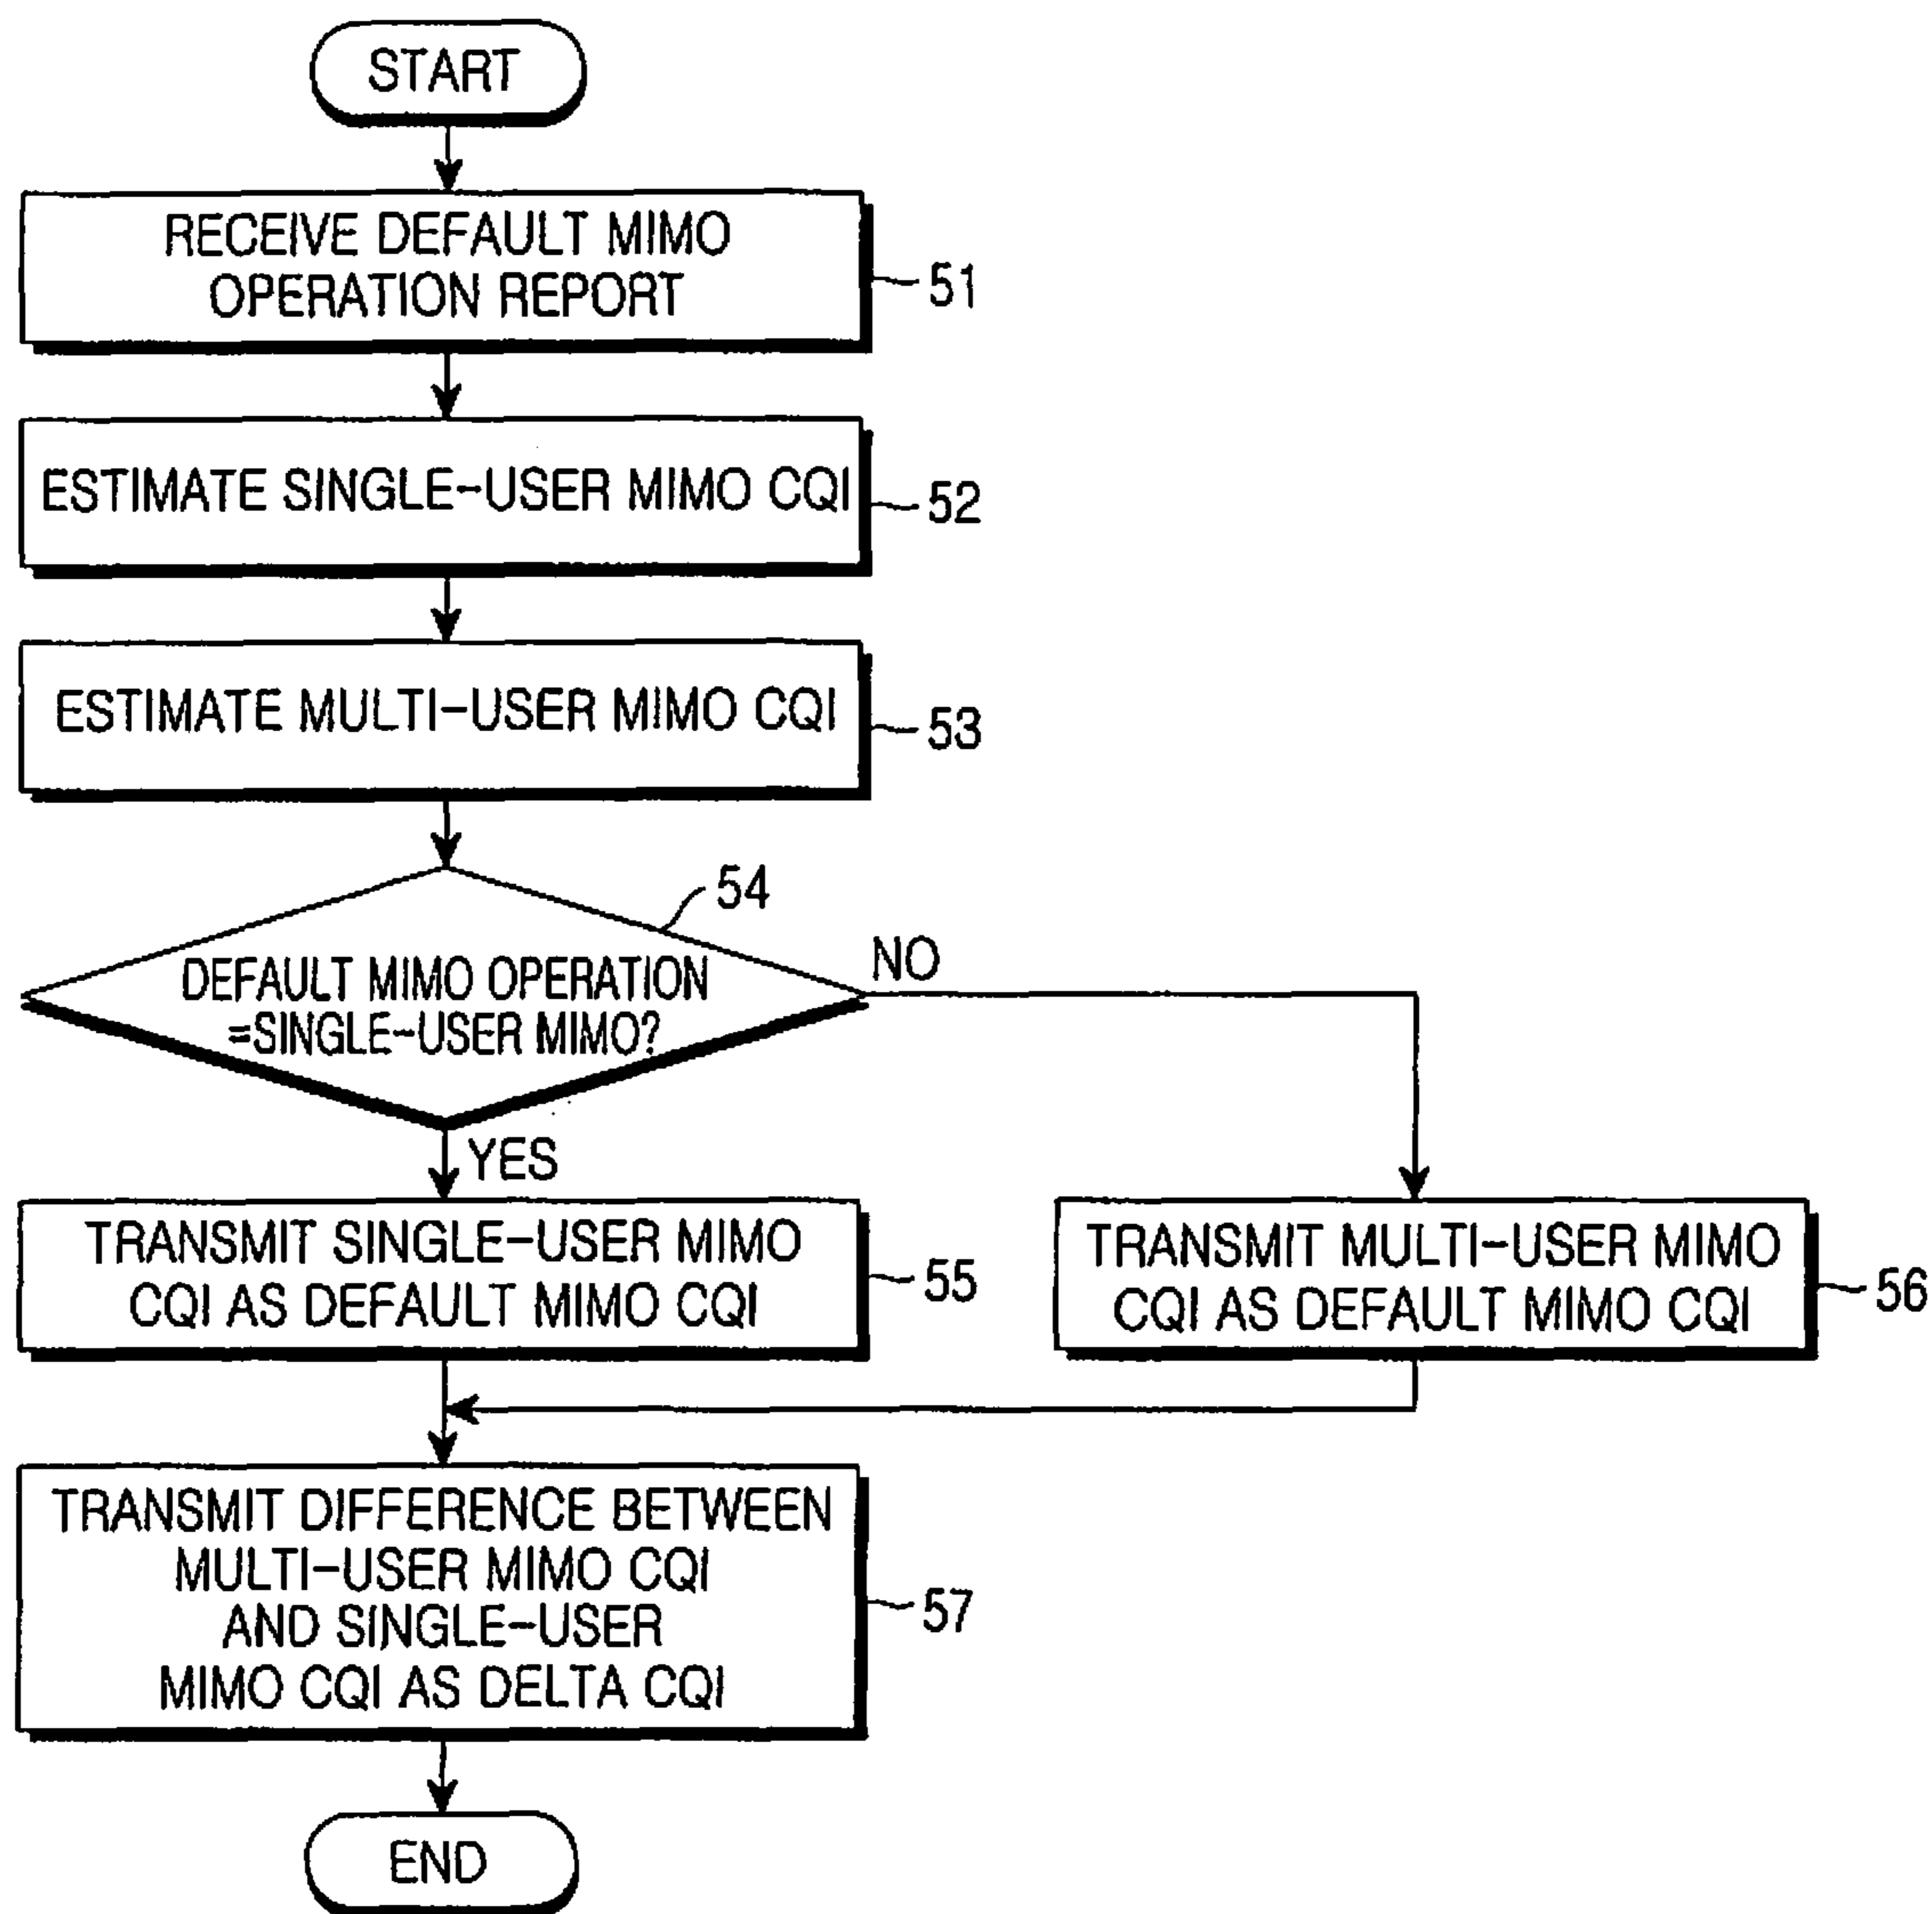 START
RECEIVE DEFAULT MIMO
OPERATION REPORT
51
ESTIMATE SINGLE-USER MIMO CQI
52
ESTIMATE MULTI-USER MIMO CQI
53
54
DEFAULT MIMO OPERATION
=SINGLE-USER MIMO?
NO
YES
TRANSMIT SINGLE-USER MIMO
CQI AS DEFAULT MIMO CQI
55
TRANSMIT MULTI-USER MIMO
CQI AS DEFAULT MIMO CQI
56
TRANSMIT DIFFERENCE BETWEEN
MULTI-USER MIMO CQI
AND SINGLE-USER
MIMO CQI AS DELTA CQI
57
END